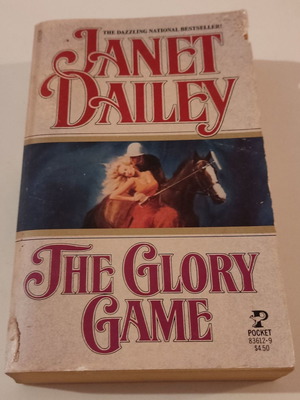 THE DAZZLING NATIONAL BESTSELLER!
JANET
DAILEY
THE GLORY
GAME
P
POCKET
83612-9
$4.50